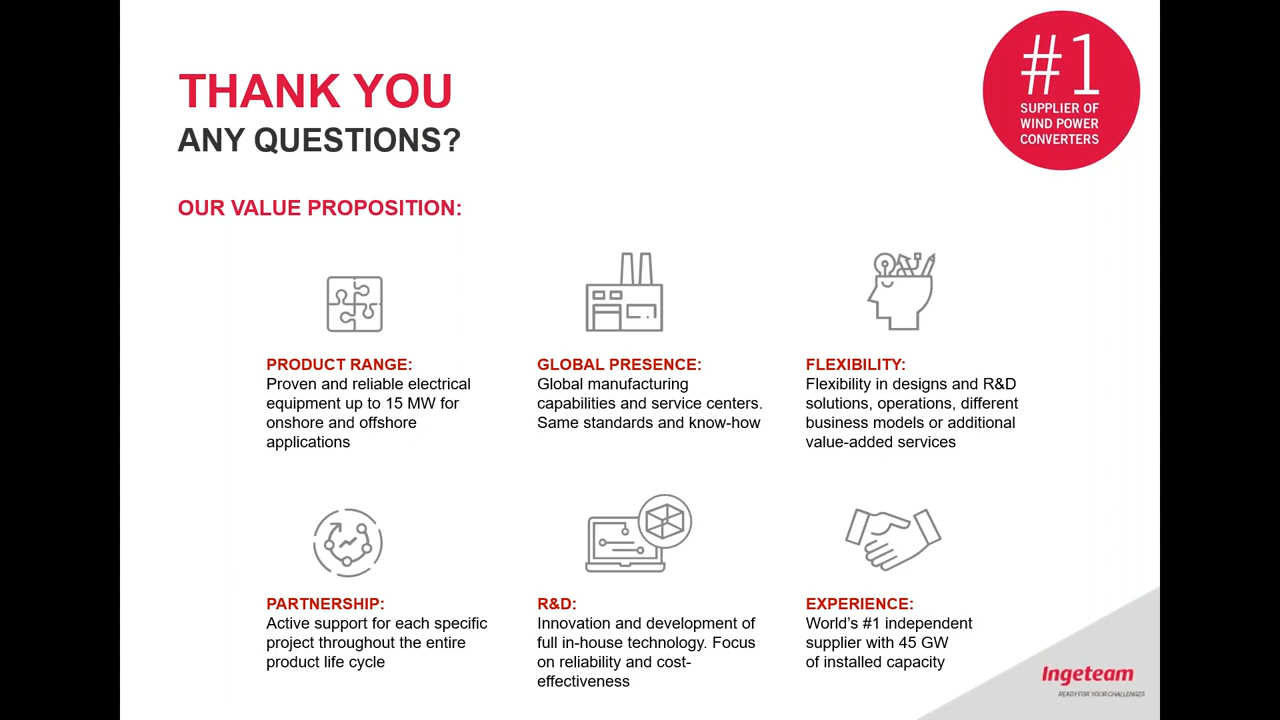 THANK YOU
ANY QUESTIONS?
#1
SUPPLIER OF
WIND POWER
CONVERTERS
OUR VALUE PROPOSITION:
PRODUCT RANGE:
Proven and reliable electrical
equipment up to 15 MW for
onshore and offshore
applications
GLOBAL PRESENCE:
Global manufacturing
capabilities and service centers.
Same standards and know-how
FLEXIBILITY:
Flexibility in designs and R&D
solutions, operations, different
business models or additional
value-added services
PARTNERSHIP:
Active support for each specific
project throughout the entire
product life cycle
R&D:
Innovation and development of
full in-house technology. Focus
on reliability and cost-
effectiveness
EXPERIENCE:
World’s #1 independent
supplier with 45 GW
of installed capacity
Ingeteam
READY FOR YOUR CHALLENGES